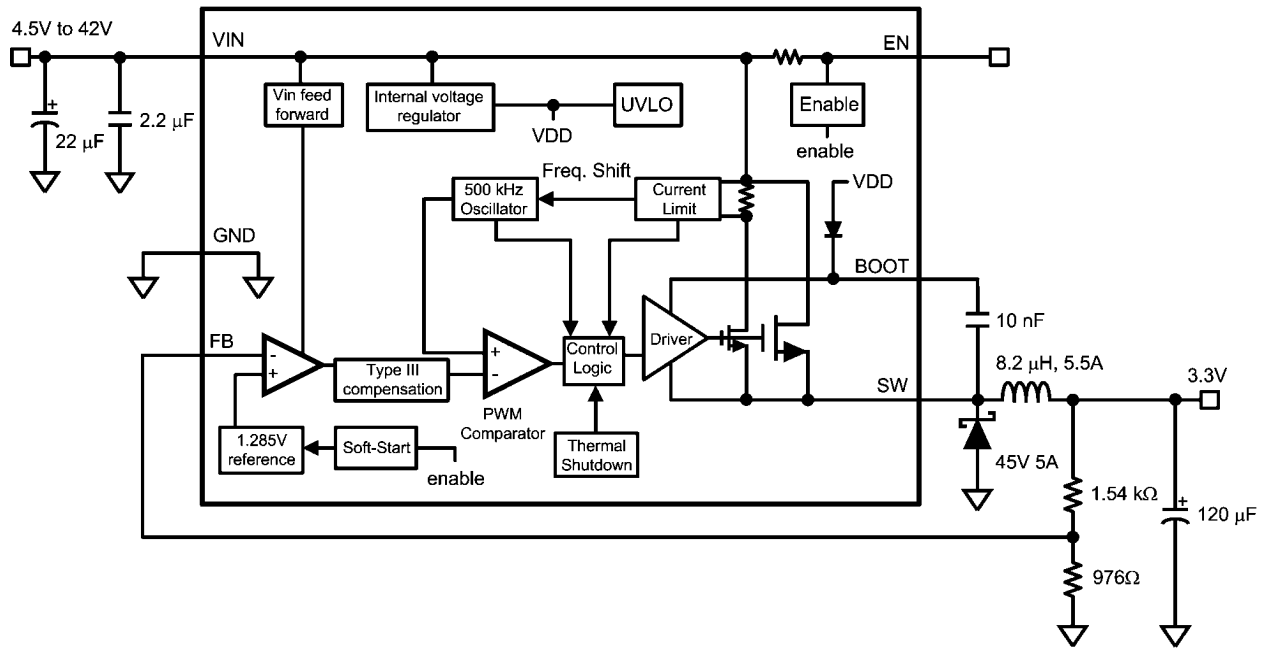 4.5V to 42V
VIN
EN
Vin feed
forward
Internal voltage
regulator
UVLO
Enable
+
22 μF
2.2 μF
VDD
enable
Freq. Shift
500 kHz
Oscillator
Current
Limit
VDD
GND
BOOT
10 nF
FB
-
+
Type III
compensation
+
-
Control
Logic
Driver
8.2 μH, 5.5A
SW
3.3V
PWM
Comparator
1.285V
reference
Soft-Start
enable
Thermal
Shutdown
45V 5A
1.54 kΩ
+
120 μF
976Ω